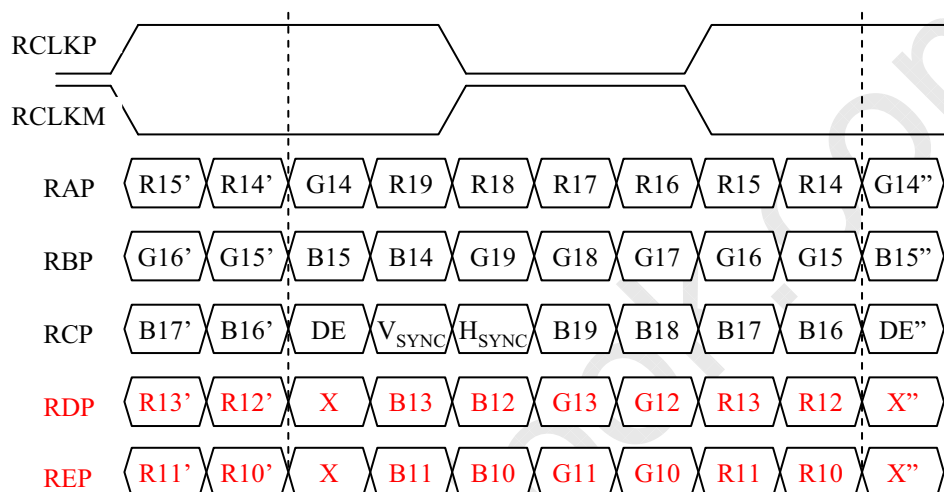 RCLKP
RCLKM
RAP R15’ R14’ G14 R19 R18 R17 R16 R15 R14 G14”
RBP G16’ G15’ B15 B14 G19 G18 G17 G16 G15 B15”
RCP B17’ B16’ DE VSYNC HSYNC B19 B18 B17 B16 DE”
RDP R13’ R12’ X B13 B12 G13 G12 R13 R12 X”
REP R11’ R10’ X B11 B10 G11 G10 R11 R10 X”